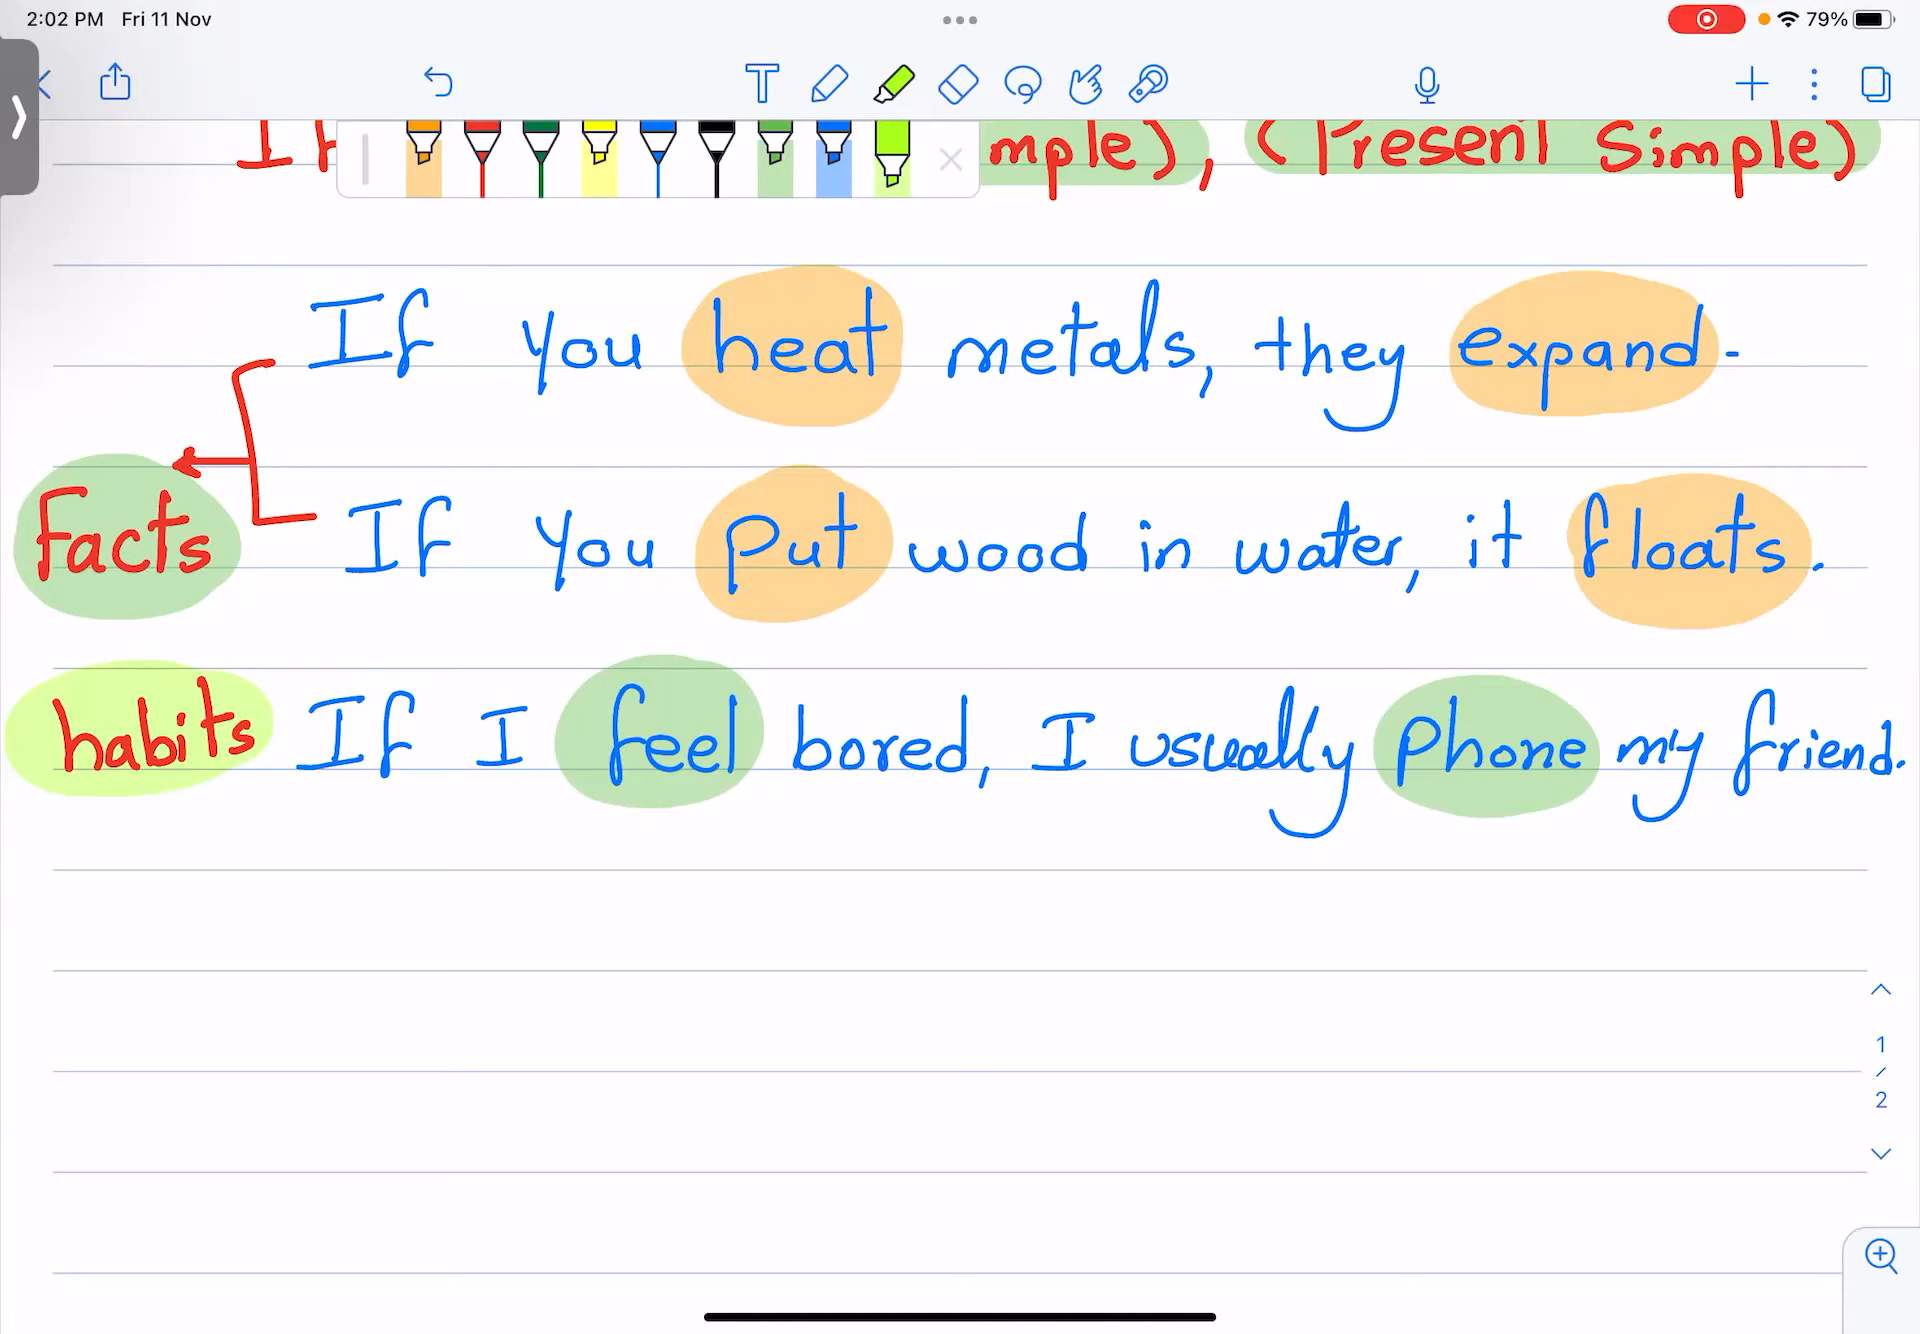 2:02 PM Fri 11 Nov 79%
If mple), (Present Simple)
If you heat metals, they expand.
Facts If you put wood in water, it floats.
habits If I feel bored, I usually phone my friend.
1
/
2